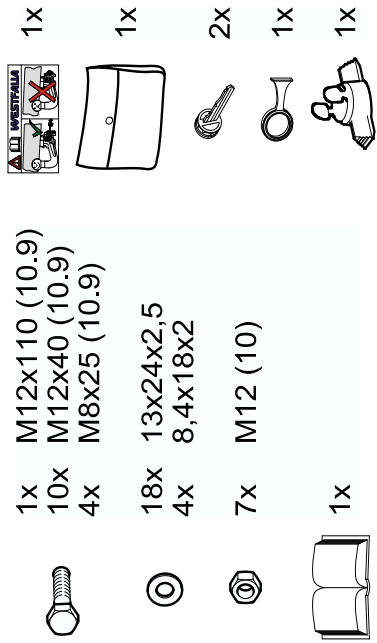 1x M12x110 (10.9)
10x M12x40 (10.9)
4x M8x25 (10.9)
18x 13x24x2,5
4x 8,4x18x2
7x M12 (10)
1x
1x
WESTFALIA
1x
2x
1x
1x